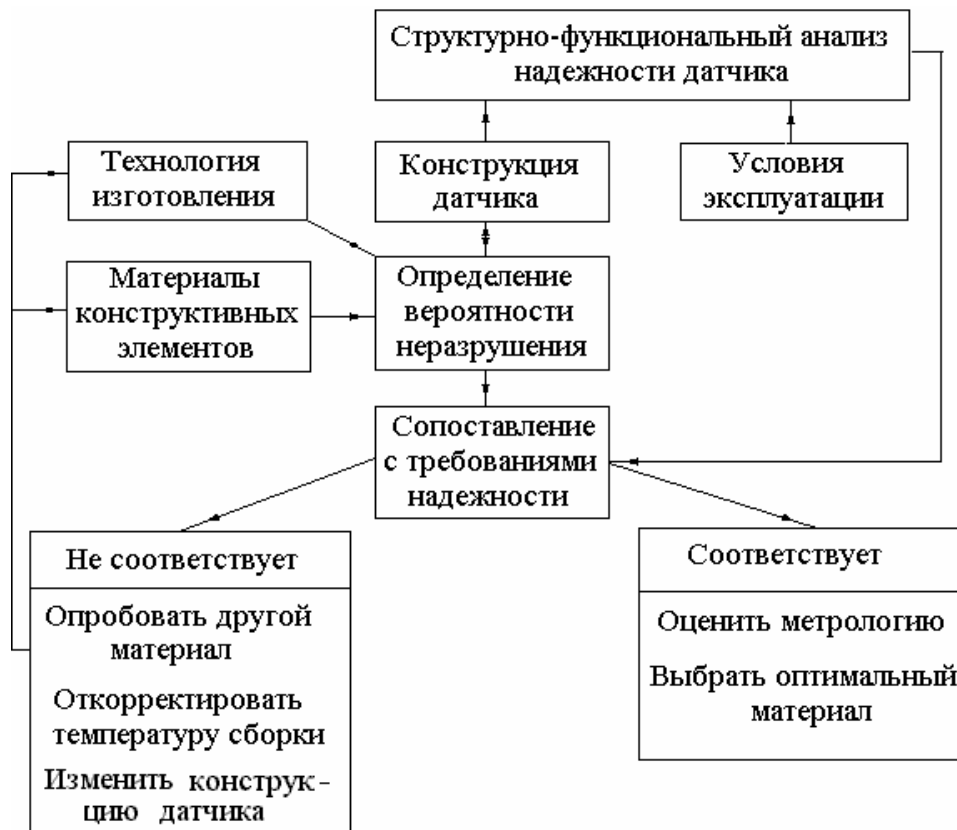 Структурно-функциональный анализ
надежности датчика
Технология
изготовления
Конструкция
датчика
Условия
эксплуатации
Материалы
конструктивных
элементов
Определение
вероятности
неразрушения
Сопоставление
с требованиями
надежности
Не соответствует
Опробовать другой
материал
Откорректировать
температуру сборки
Изменить конструк-
цию датчика
Соответствует
Оценить метрологию
Выбрать оптимальный
материал